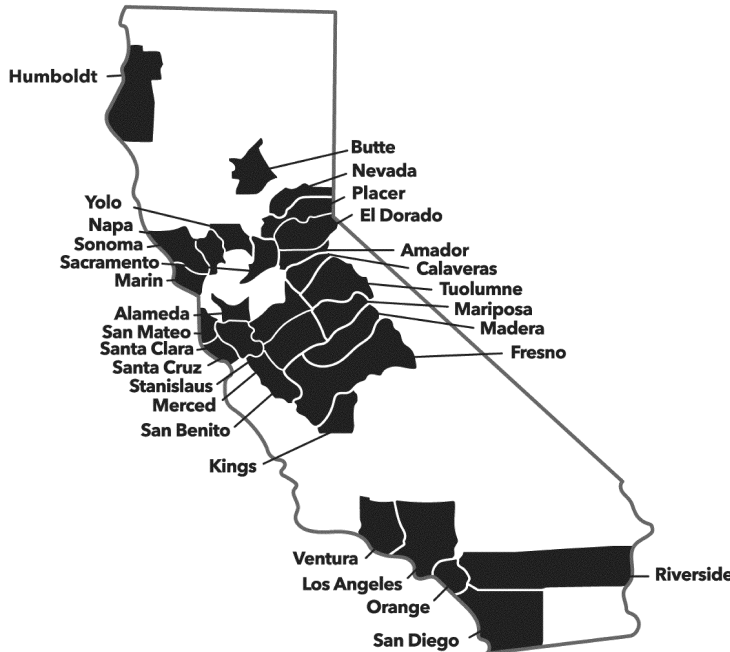 Humboldt
Butte
Nevada
Placer
El Dorado
Yolo
Napa
Sonoma
Sacramento
Marin
Amador
Calaveras
Tuolumne
Mariposa
Madera
Fresno
Alameda
San Mateo
Santa Clara
Santa Cruz
Stanislaus
Merced
San Benito
Kings
Ventura
Los Angeles
Orange
San Diego
Riverside